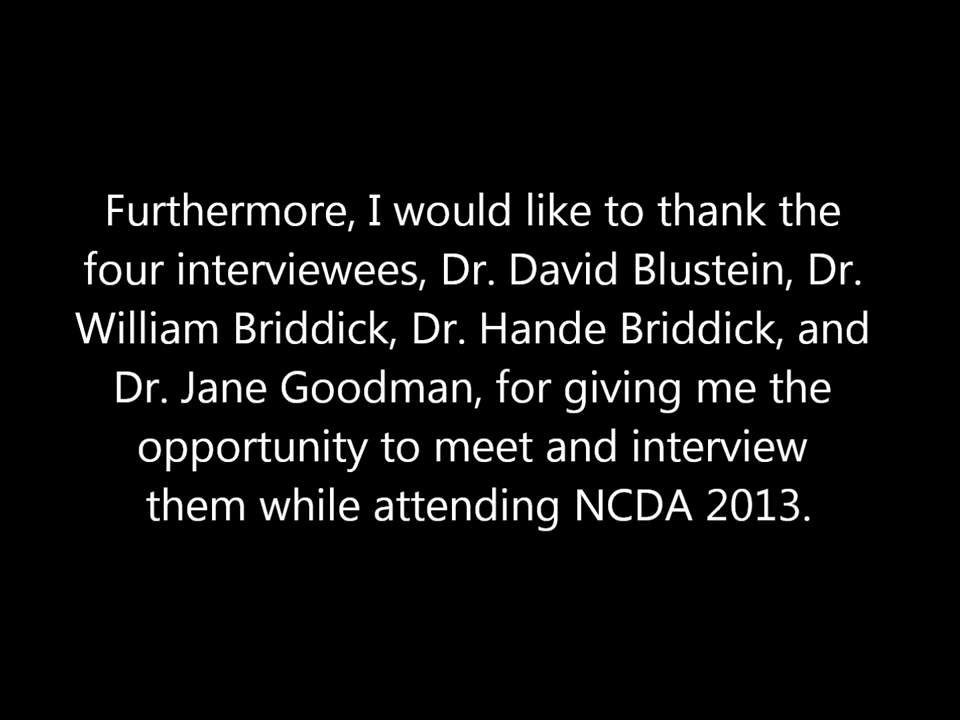 Furthermore, I would like to thank the
four interviewees, Dr. David Blustein, Dr.
William Briddick, Dr. Hande Briddick, and
Dr. Jane Goodman, for giving me the
opportunity to meet and interview
them while attending NCDA 2013.